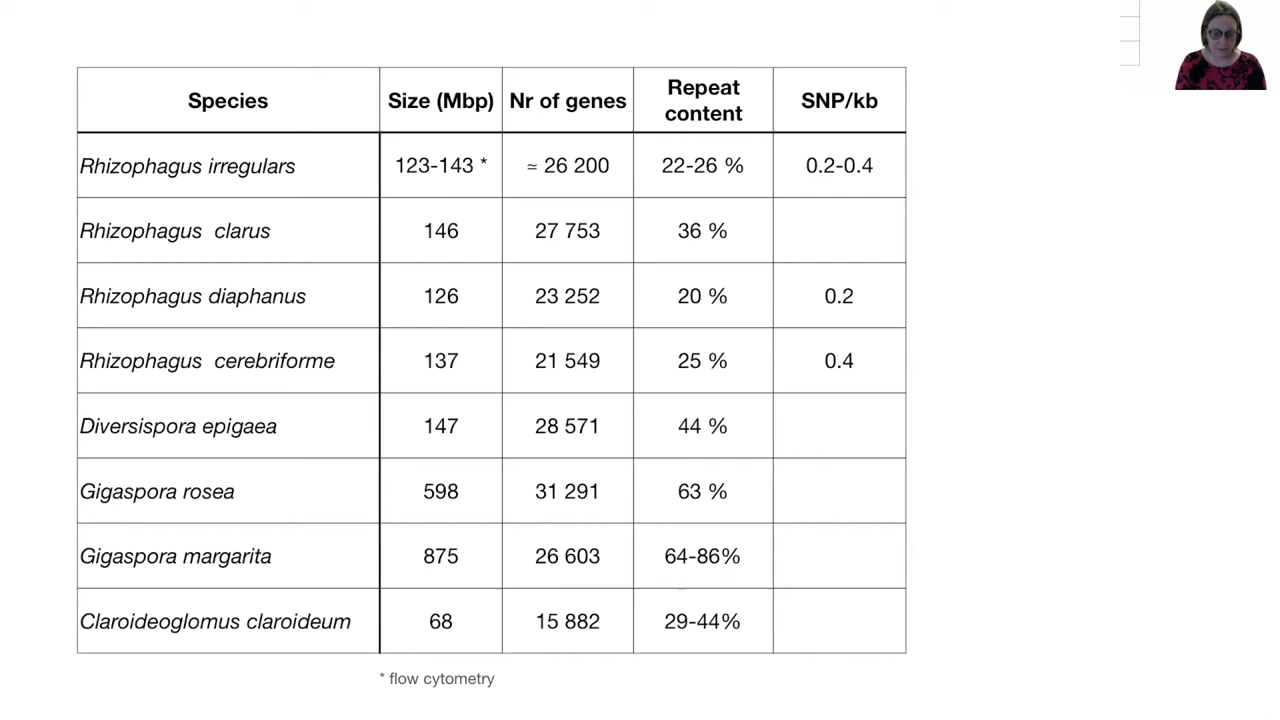 Species Size (Mbp) Nr of genes Repeat content SNP/kb
Rhizophagus irregulars 123-143 * ≃ 26 200 22-26 % 0.2-0.4
Rhizophagus clarus 146 27 753 36 %
Rhizophagus diaphanus 126 23 252 20 % 0.2
Rhizophagus cerebriforme 137 21 549 25 % 0.4
Diversispora epigaea 147 28 571 44 %
Gigaspora rosea 598 31 291 63 %
Gigaspora margarita 875 26 603 64-86%
Claroideoglomus claroideum 68 15 882 29-44%
* flow cytometry